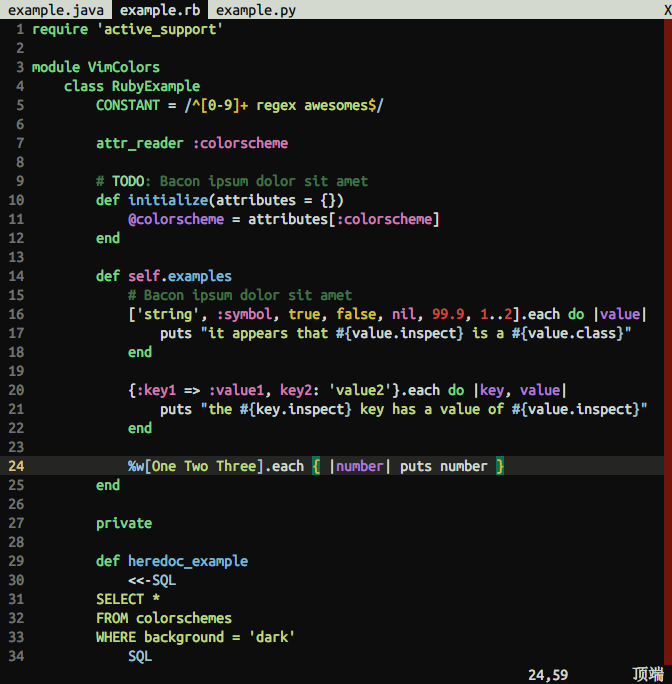 example.java example.rb example.py X
1 require 'active_support'
2
3 module VimColors
4     class RubyExample
5         CONSTANT = /^[0-9]+ regex awesomes$/
6
7         attr_reader :colorscheme
8
9         # TODO: Bacon ipsum dolor sit amet
10         def initialize(attributes = {})
11             @colorscheme = attributes[:colorscheme]
12         end
13
14         def self.examples
15             # Bacon ipsum dolor sit amet
16             ['string', :symbol, true, false, nil, 99.9, 1..2].each do |value|
17                 puts "it appears that #{value.inspect} is a #{value.class}"
18             end
19
20             {:key1 => :value1, key2: 'value2'}.each do |key, value|
21                 puts "the #{key.inspect} key has a value of #{value.inspect}"
22             end
23
24             %w[One Two Three].each { |number| puts number }
25         end
26
27         private
28
29         def heredoc_example
30             <<-SQL
31         SELECT *
32         FROM colorschemes
33         WHERE background = 'dark'
34             SQL
24,59 顶端